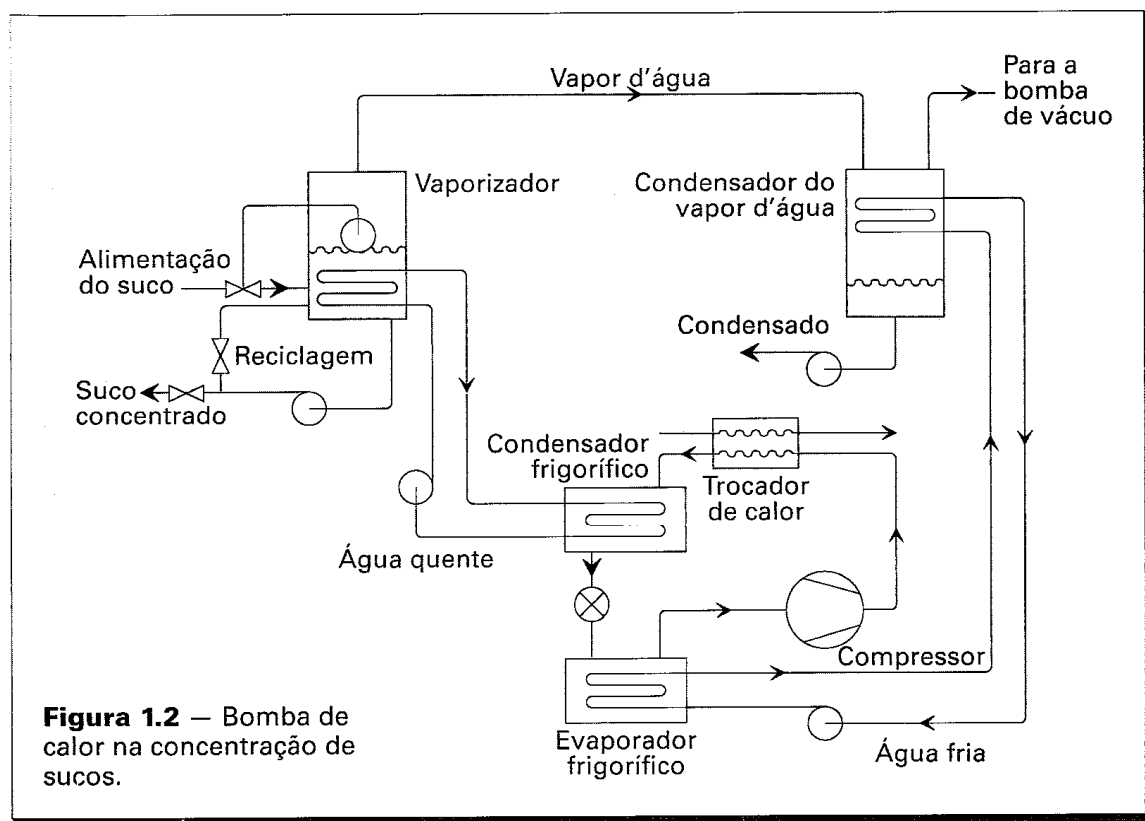 Vapor d'água
Para a
bomba
de vácuo
Vaporizador
Condensador do
vapor d'água
Alimentação
do suco
Reciclagem
Suco
concentrado
Condensado
Condensador
frigorífico
Trocador
de calor
Água quente
Compressor
Evaporador
frigorífico
Água fria
Figura 1.2 — Bomba de
calor na concentração de
sucos.